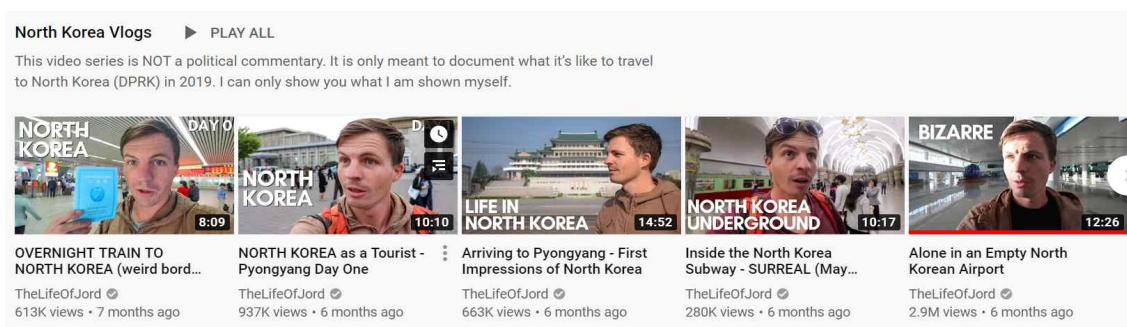 North Korea Vlogs
PLAY ALL
This video series is NOT a political commentary. It is only meant to document what it's like to travel
to North Korea (DPRK) in 2019. I can only show you what I am shown myself.
NORTH
KOREA
DAY 0
8:09
OVERNIGHT TRAIN TO
NORTH KOREA (weird bord...
TheLifeOfJord
613K views • 7 months ago
D
NORTH
KOREA
10:10
NORTH KOREA as a Tourist -
Pyongyang Day One
TheLifeOfJord
937K views • 6 months ago
LIFE IN
NORTH KOREA
14:52
Arriving to Pyongyang - First
Impressions of North Korea
TheLifeOfJord
663K views • 6 months ago
NORTH KOREA
UNDERGROUND
10:17
Inside the North Korea
Subway - SURREAL (May...
TheLifeOfJord
280K views • 6 months ago
BIZARRE
12:26
Alone in an Empty North
Korean Airport
TheLifeOfJord
2.9M views • 6 months ago